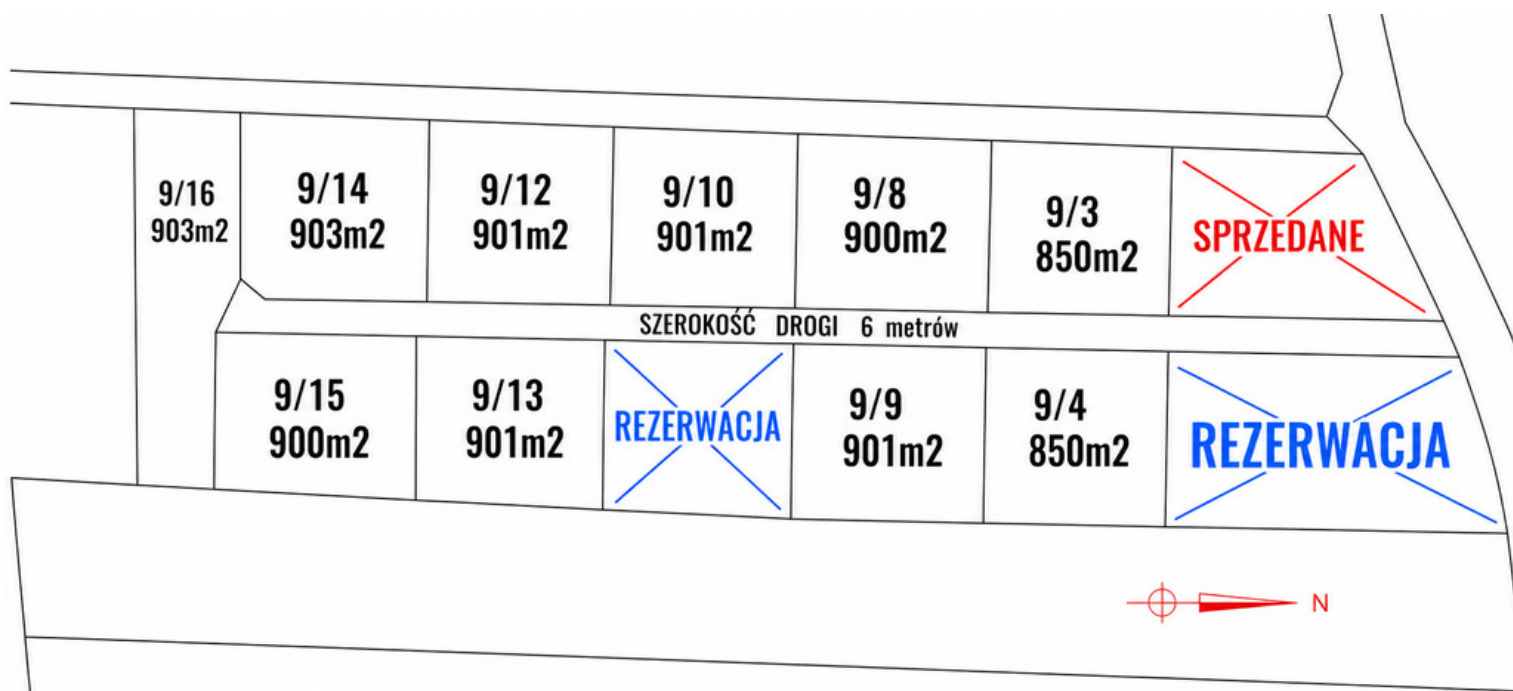 9/16
903m2
9/14
903m2
9/12
901m2
9/10
901m2
9/8
900m2
9/3
850m2
SPRZEDANE
SZEROKOŚĆ DROGI 6 metrów
9/15
900m2
9/13
901m2
REZERWACJA
9/9
901m2
9/4
850m2
REZERWACJA
N